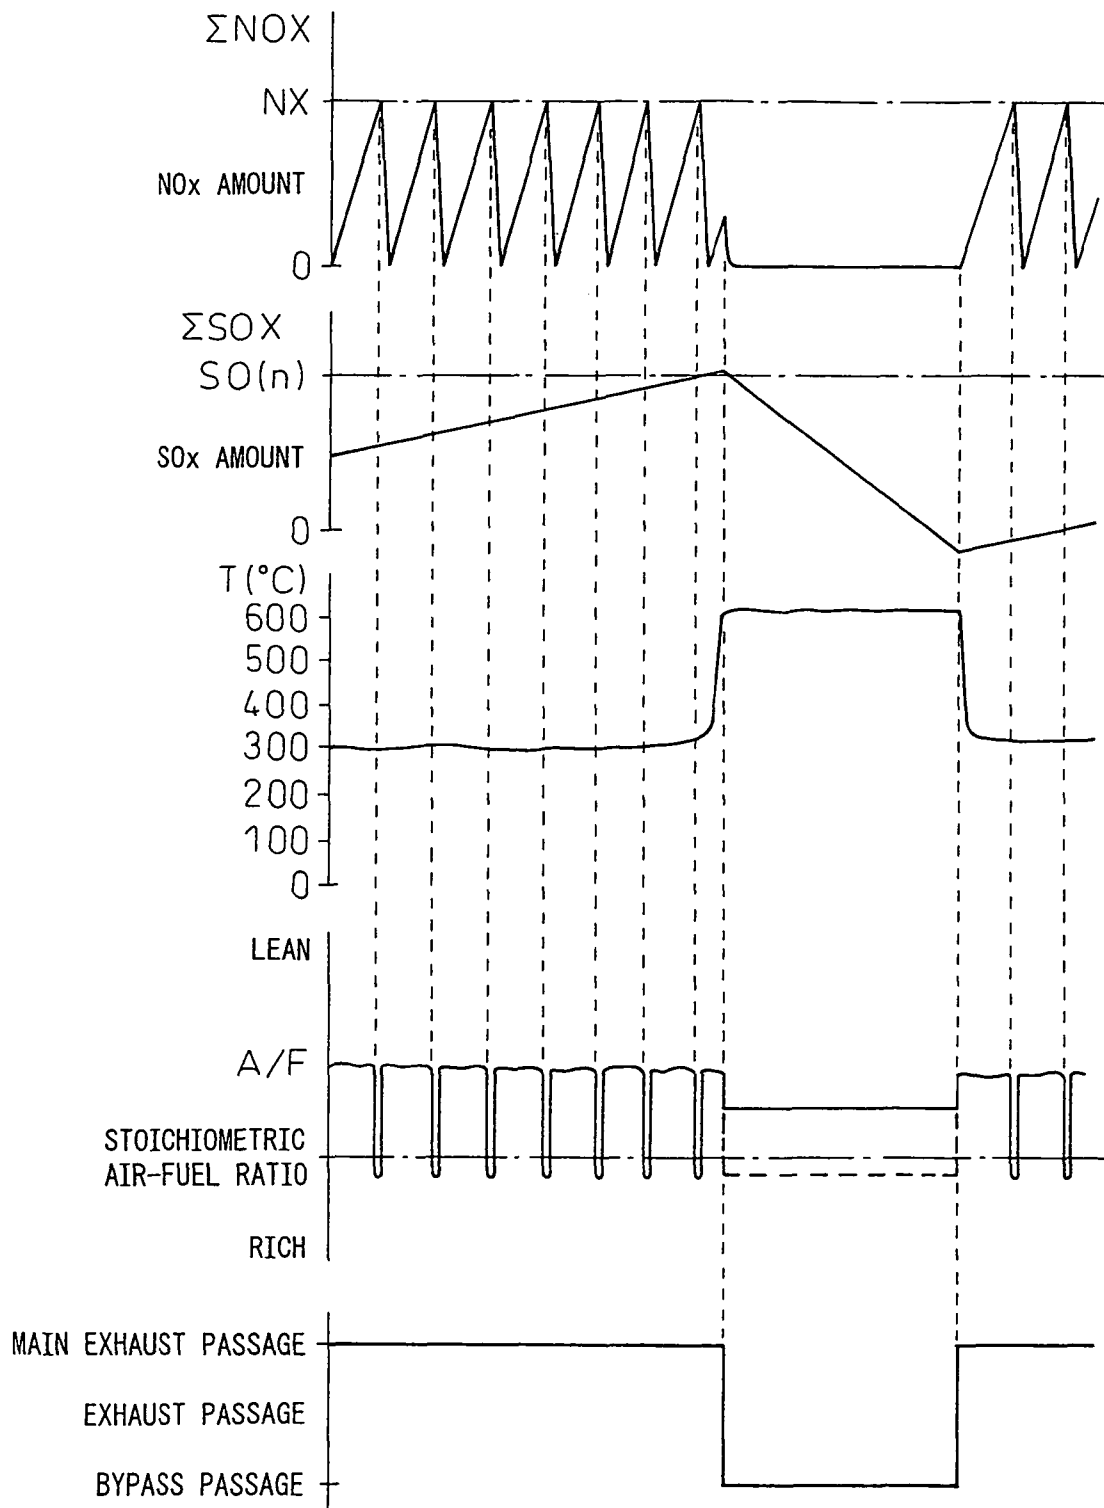 ΣNOX
NX
NOx AMOUNT
0
ΣSOX
SO(n)
SOx AMOUNT
0
T(°C)
600
500
400
300
200
100
0
LEAN
A/F
STOICHIOMETRIC
AIR-FUEL RATIO
RICH
MAIN EXHAUST PASSAGE
EXHAUST PASSAGE
BYPASS PASSAGE